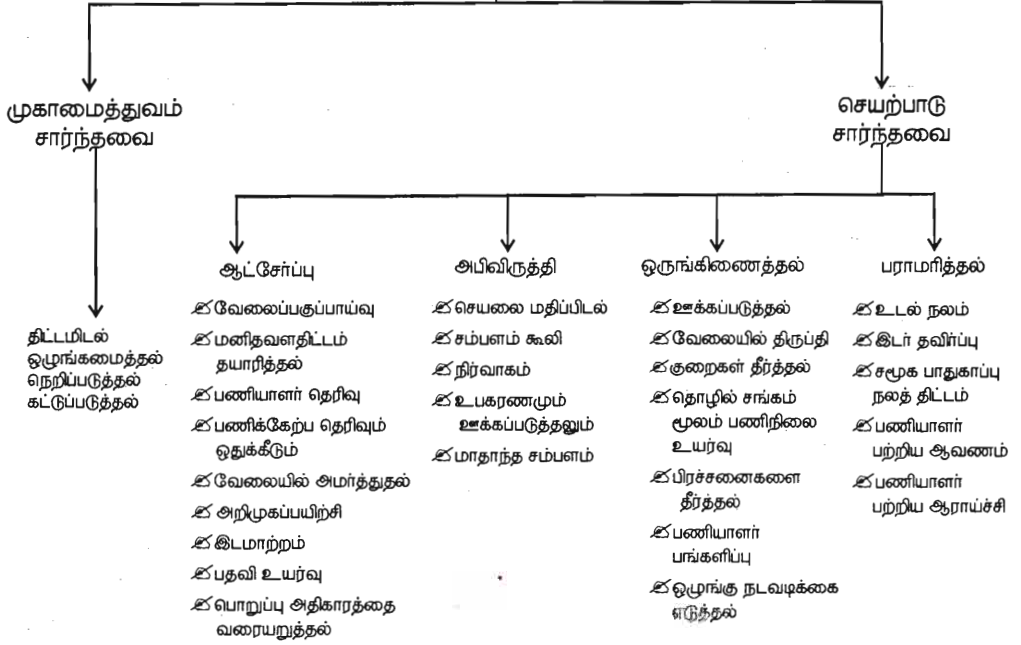 முகாமைத்துவம்
சார்ந்தவை
செயற்பாடு
சார்ந்தவை
திட்டமிடல்
ஒழுங்கமைத்தல்
நெறிப்படுத்தல்
கட்டுப்படுத்தல்
ஆட்சேர்ப்பு
வேலைப்பகுப்பாய்வு
மனிதவளதிட்டம்
தயாரித்தல்
பணியாளர் தெரிவு
பணிக்கேற்ப தெரிவும்
ஒதுக்கீடும்
வேலையில் அமர்த்துதல்
அறிமுகப்பயிற்சி
இடமாற்றம்
பதவி உயர்வு
பொறுப்பு அதிகாரத்தை
வரையறுத்தல்
அபிவிருத்தி
செயலை மதிப்பிடல்
சம்பளம் கூலி
நிர்வாகம்
உபகரணமும்
ஊக்கப்படுத்தலும்
மாதாந்த சம்பளம்
ஒருங்கிணைத்தல்
ஊக்கப்படுத்தல்
வேலையில் திருப்தி
குறைகள் தீர்த்தல்
தொழில் சங்கம்
மூலம் பணிநிலை
உயர்வு
பிரச்சனைகளை
தீர்த்தல்
பணியாளர்
பங்களிப்பு
ஒழுங்கு நடவடிக்கை
எடுத்தல்
பராமரித்தல்
உடல் நலம்
இடர் தவிர்ப்பு
சமூக பாதுகாப்பு
நலத் திட்டம்
பணியாளர்
பற்றிய ஆவணம்
பணியாளர்
பற்றிய ஆராய்ச்சி